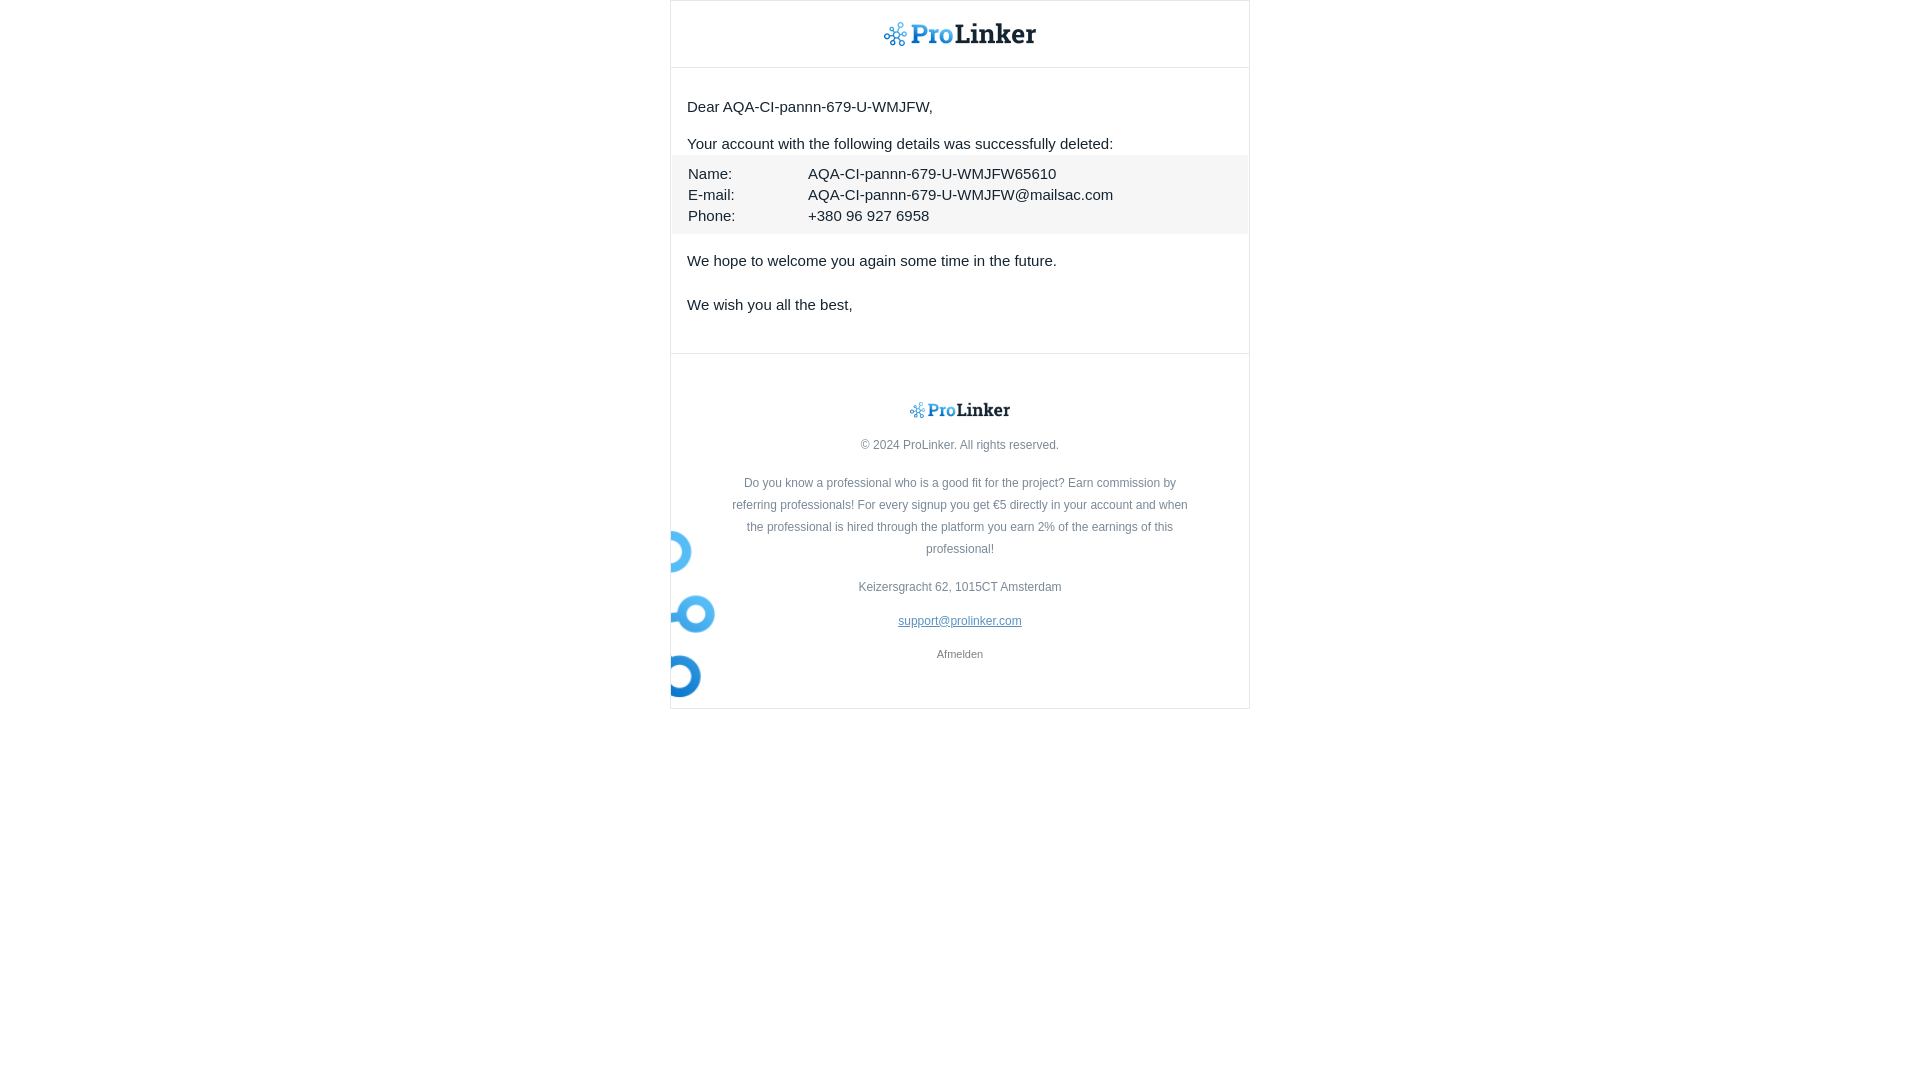 ProLinker
Dear AQA-CI-pannn-679-U-WMJFW,
Your account with the following details was successfully deleted:
Name: AQA-CI-pannn-679-U-WMJFW65610
E-mail: AQA-CI-pannn-679-U-WMJFW@mailsac.com
Phone: +380 96 927 6958
We hope to welcome you again some time in the future.
We wish you all the best,
ProLinker
© 2024 ProLinker. All rights reserved.
Do you know a professional who is a good fit for the project? Earn commission by
referring professionals! For every signup you get €5 directly in your account and when
the professional is hired through the platform you earn 2% of the earnings of this
professional!
Keizersgracht 62, 1015CT Amsterdam
support@prolinker.com
Afmelden